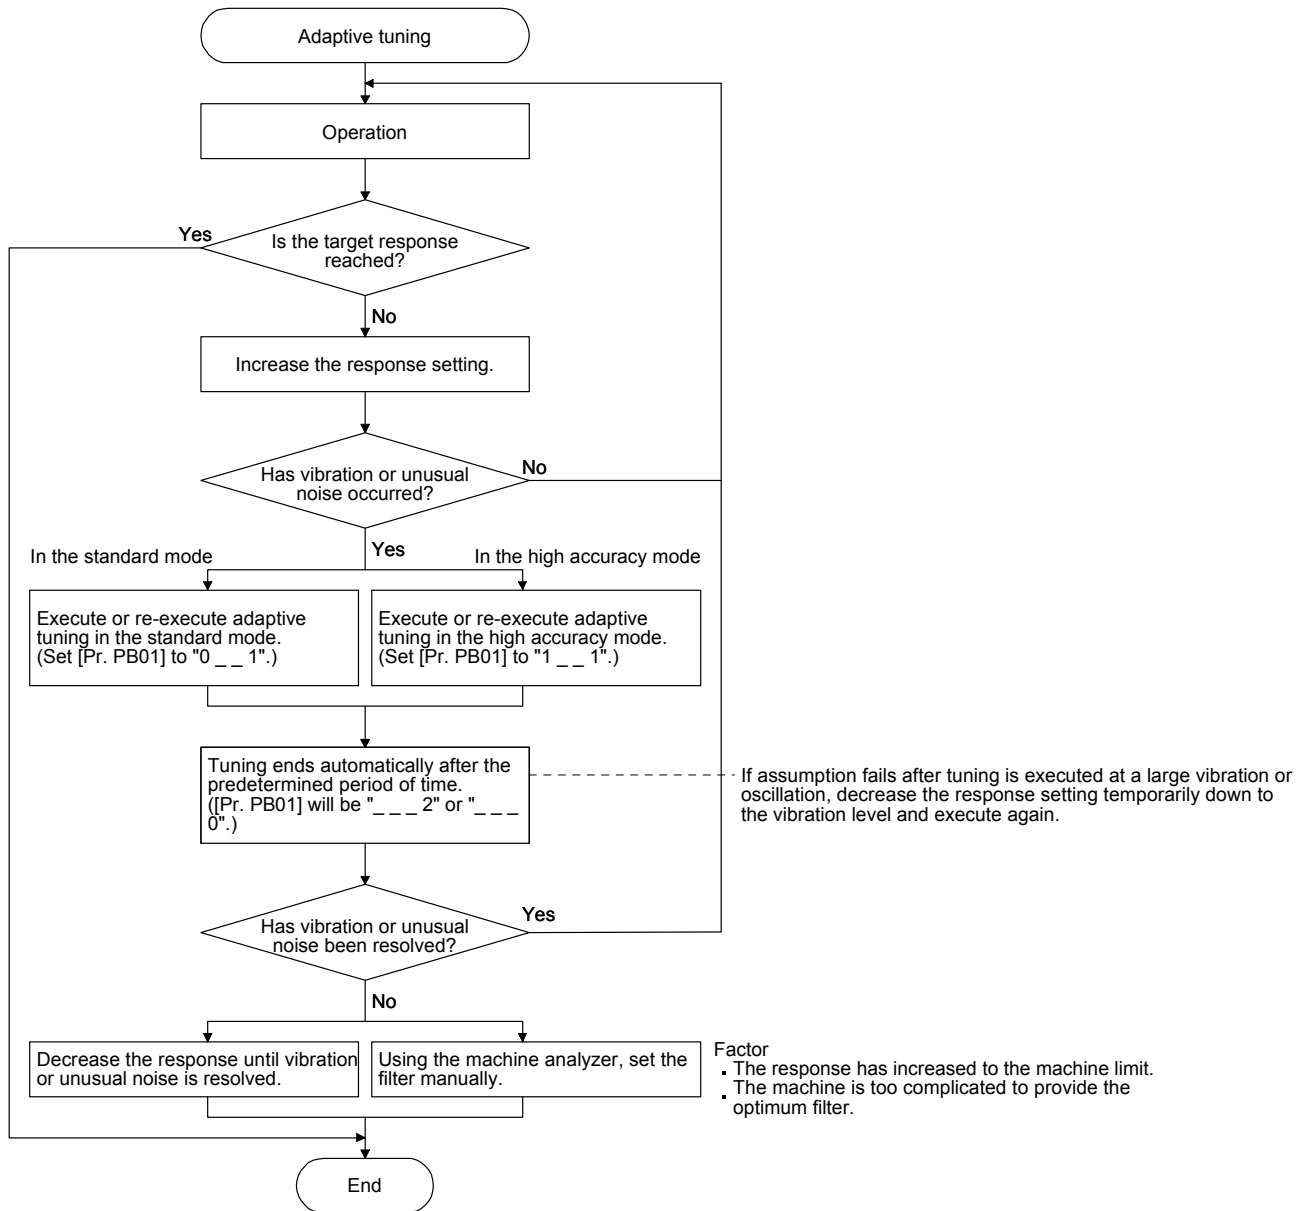 Adaptive tuning
Operation
Yes
Is the target response
reached?
No
Increase the response setting.
Has vibration or unusual
noise occurred?
No
Yes
In the standard mode
In the high accuracy mode
Execute or re-execute adaptive
tuning in the standard mode.
(Set [Pr. PB01] to "0 _ _ 1".)
Execute or re-execute adaptive
tuning in the high accuracy mode.
(Set [Pr. PB01] to "1 _ _ 1".)
Tuning ends automatically after the
predetermined period of time.
([Pr. PB01] will be "_ _ _ 2" or "_ _ _
0".)
If assumption fails after tuning is executed at a large vibration or
oscillation, decrease the response setting temporarily down to
the vibration level and execute again.
Has vibration or unusual
noise been resolved?
Yes
No
Decrease the response until vibration
or unusual noise is resolved.
Using the machine analyzer, set the
filter manually.
Factor
. The response has increased to the machine limit.
. The machine is too complicated to provide the
optimum filter.
End